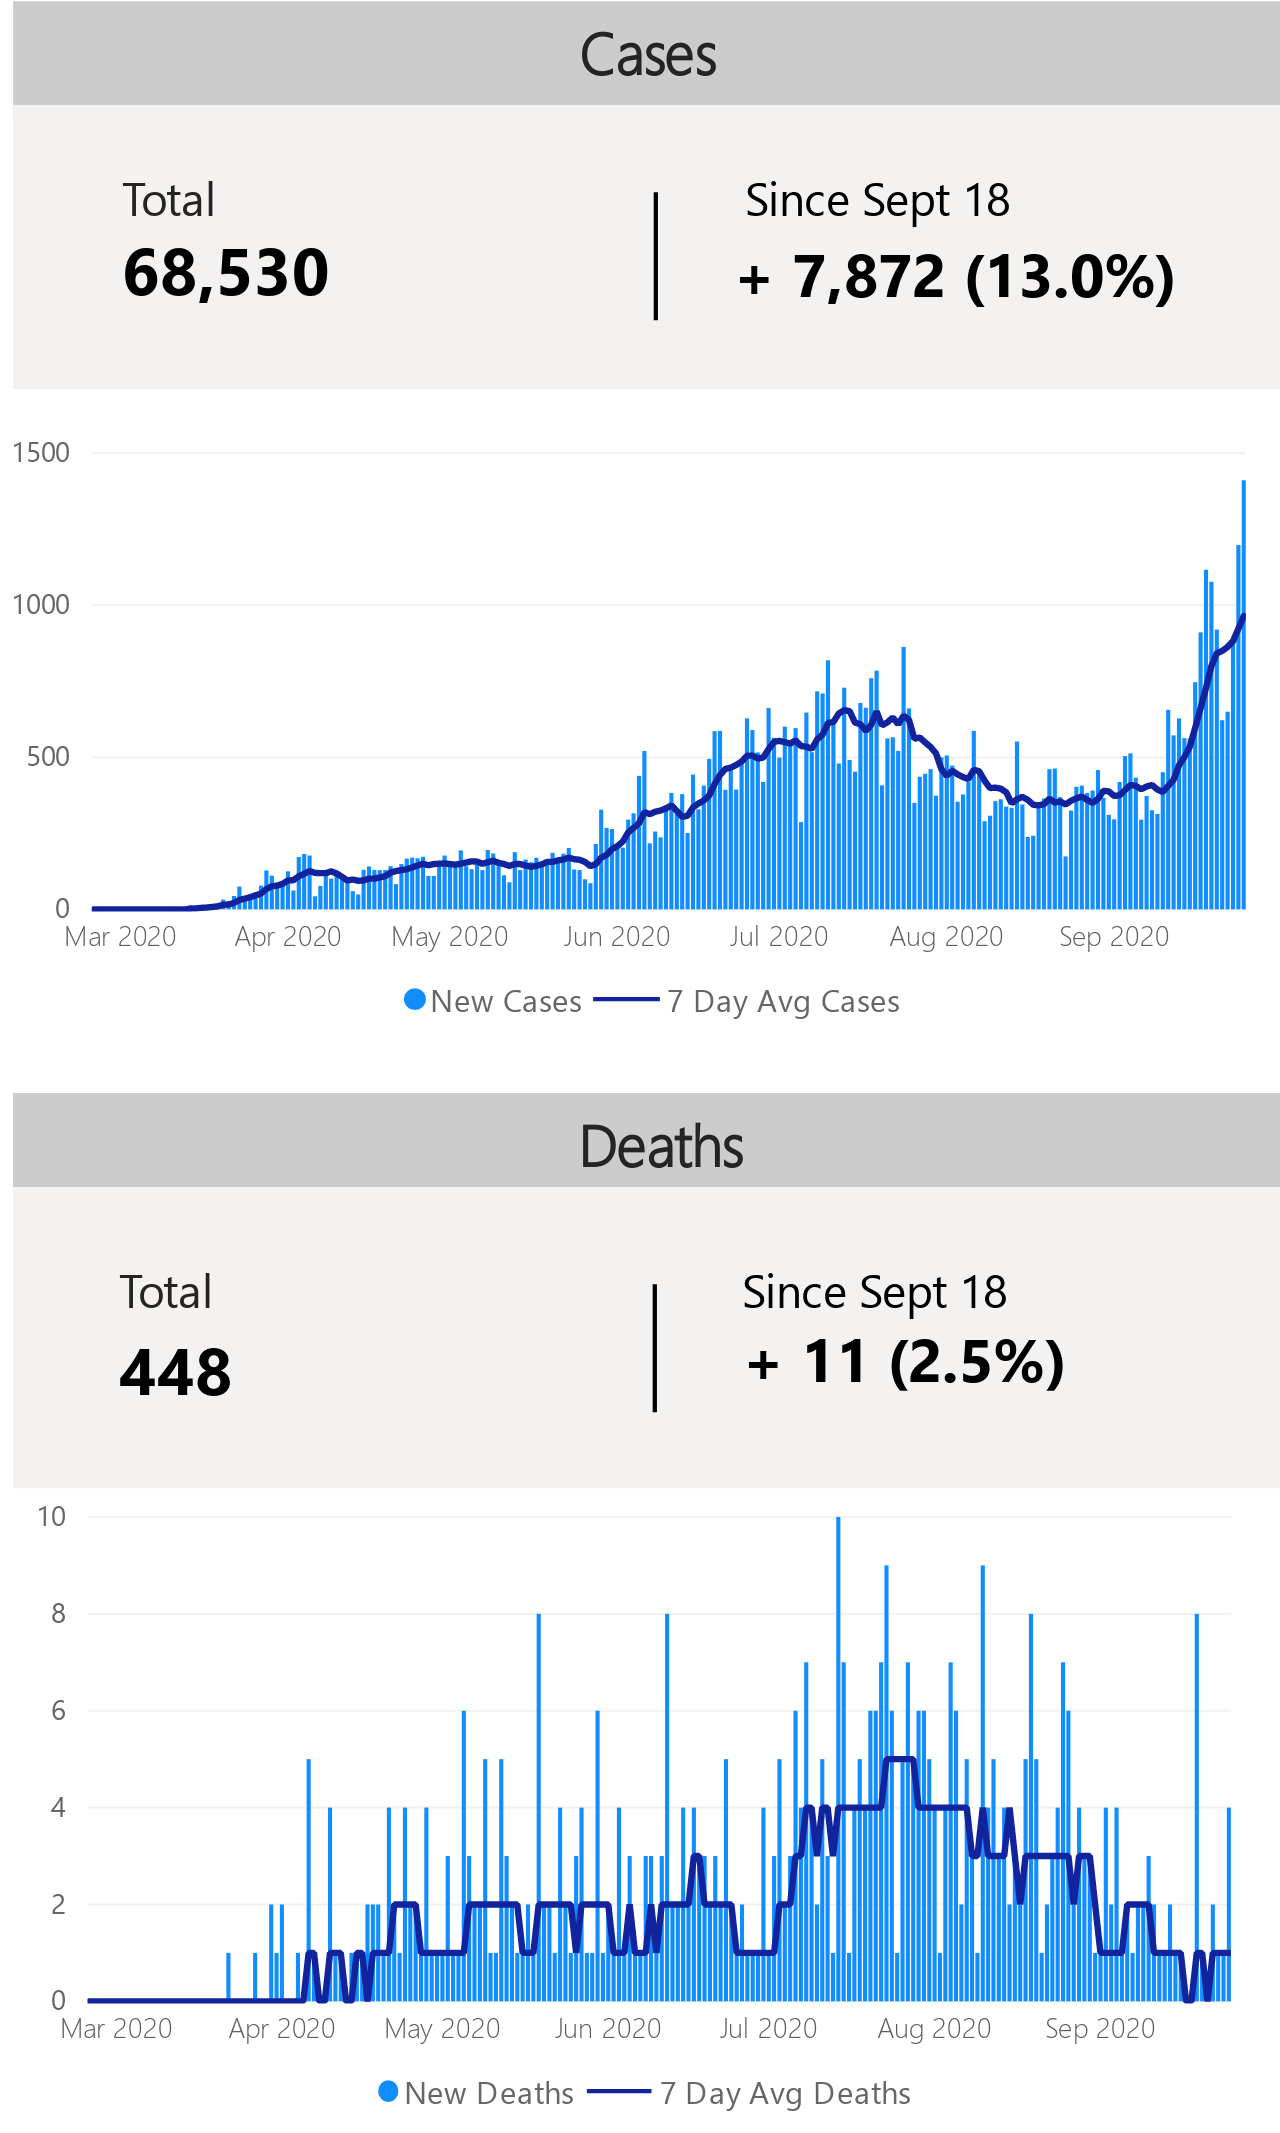 Cases
Total
Since Sept 18
68,530
+ 7,872 (13.0%)
1500
1000
500
0
Mar 2020 Apr 2020 May 2020 Jun 2020 Jul 2020 Aug 2020 Sep 2020
New Cases 7 Day Avg Cases
Deaths
Total
Since Sept 18
448
+ 11 (2.5%)
10
8
6
4
2
0
Mar 2020 Apr 2020 May 2020 Jun 2020 Jul 2020 Aug 2020 Sep 2020
New Deaths 7 Day Avg Deaths